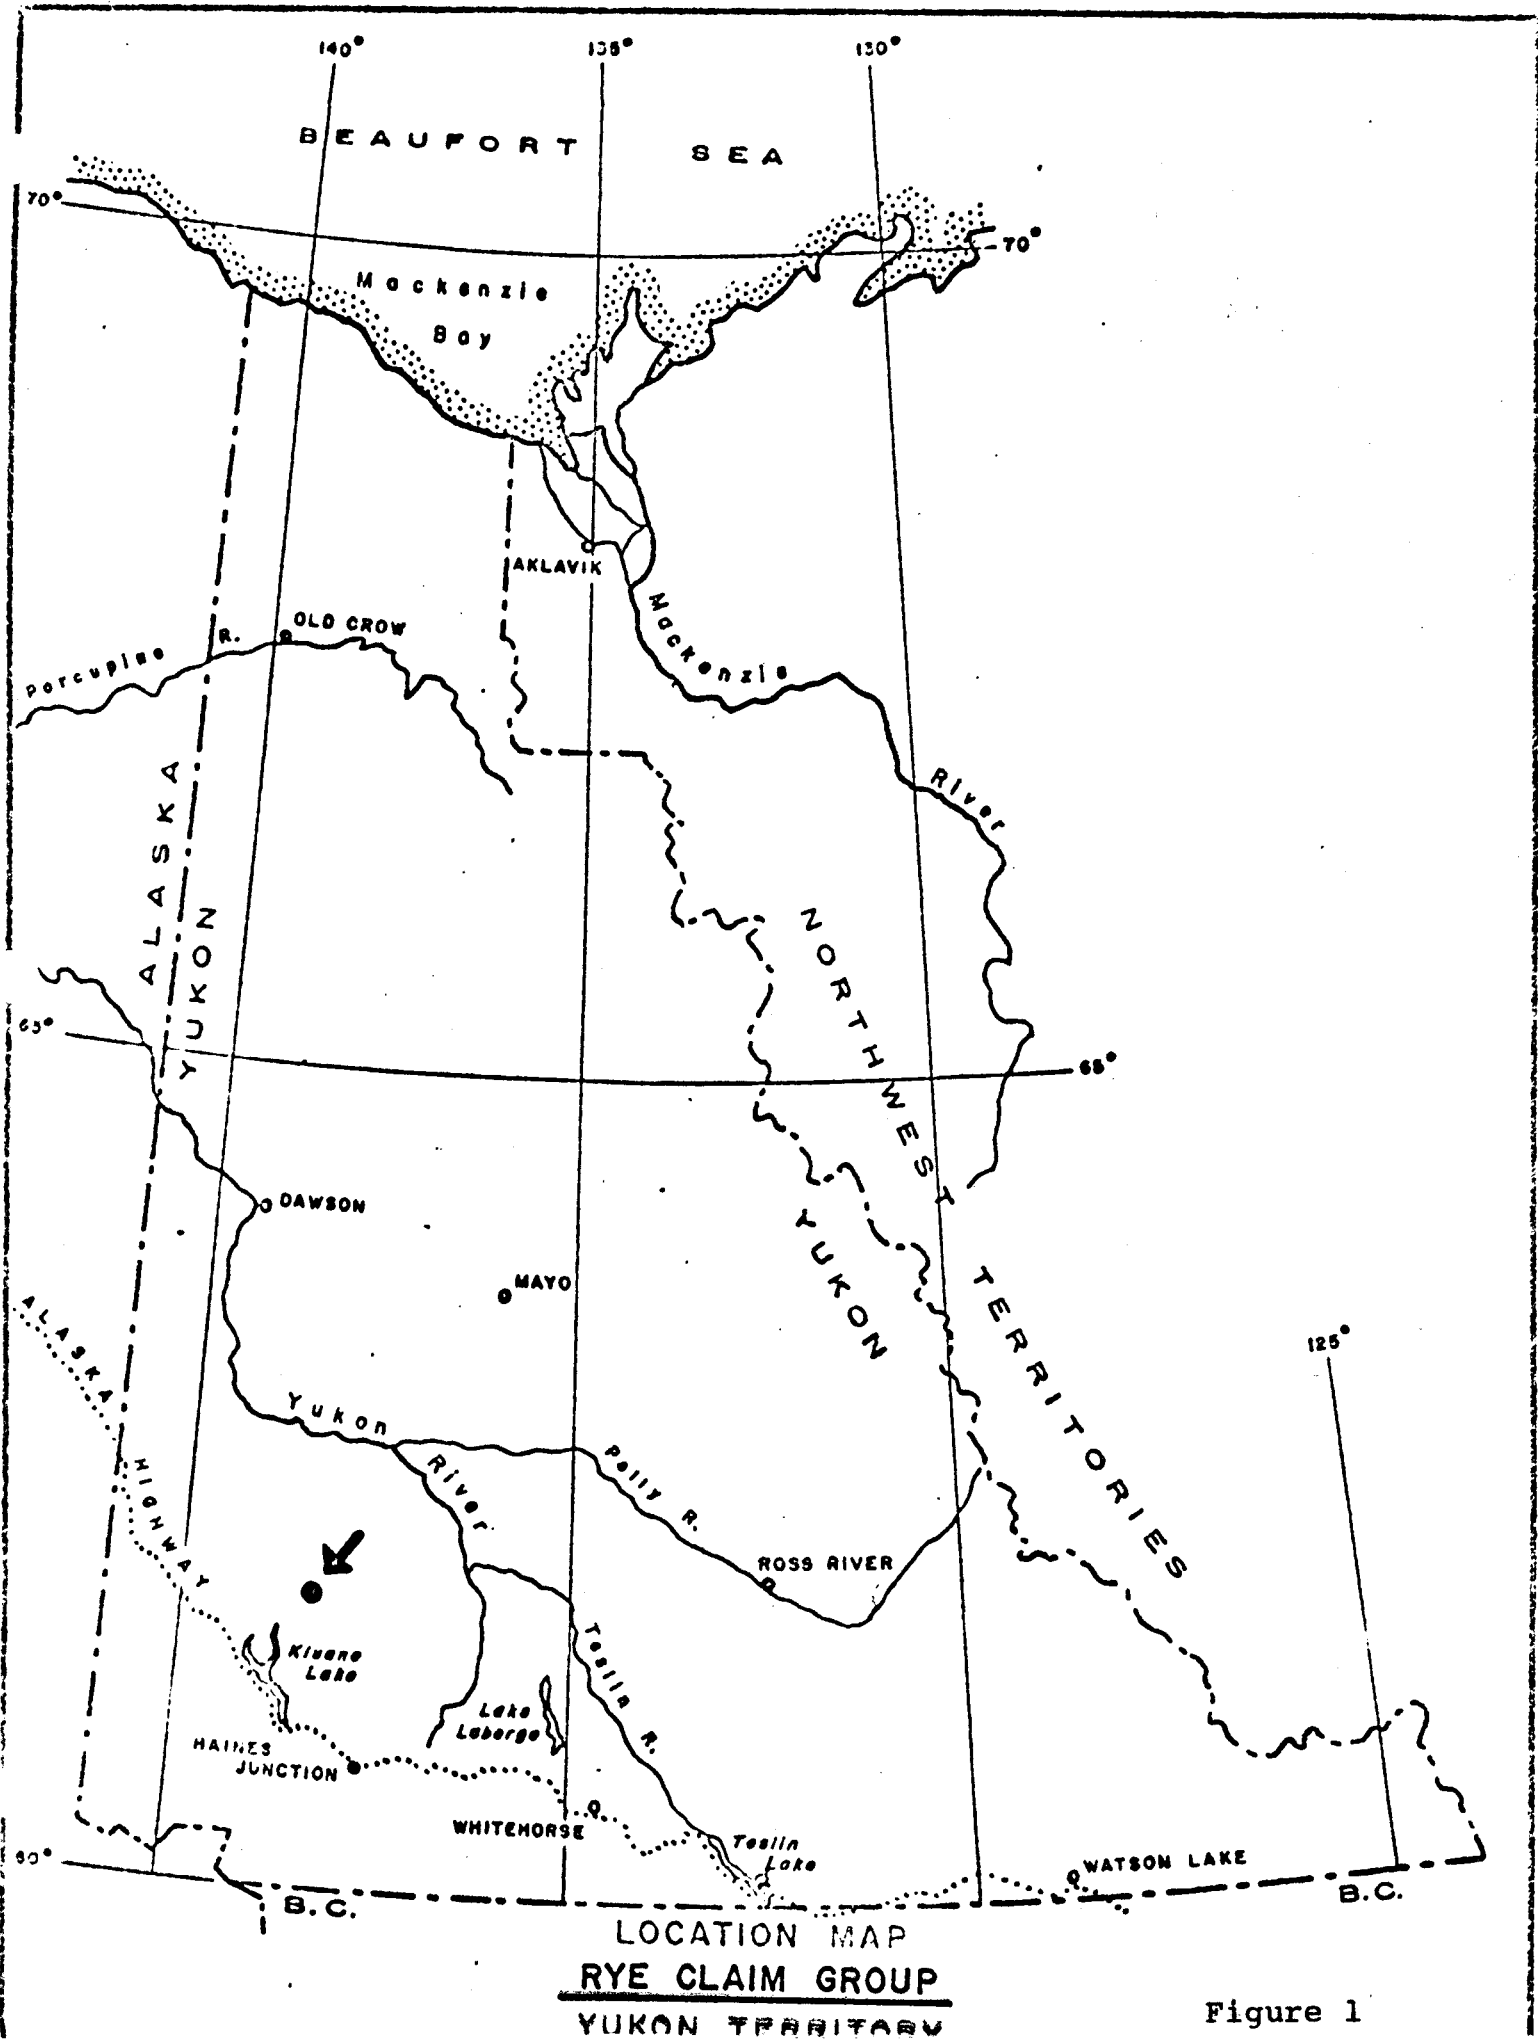 140° 135° 130°
BEAUFORT SEA
70°
70°
Mackenzie
Bay
AKLAVIK
OLD CROW
Porcupine R.
Mackenzie River
ALASKA
YUKON
NORTHWEST TERRITORIES
65°
65°
DAWSON
YUKON
MAYO
ALASKA HIGHWAY
125°
Yukon River
Pelly R.
ROSS RIVER
Kluane
Lake
Teslin R.
Lake
Laberge
HAINES
JUNCTION
WHITEHORSE
Teslin
Lake
WATSON LAKE
60°
B.C.
B.C.
LOCATION MAP
RYE CLAIM GROUP
YUKON TERRITORY
Figure 1